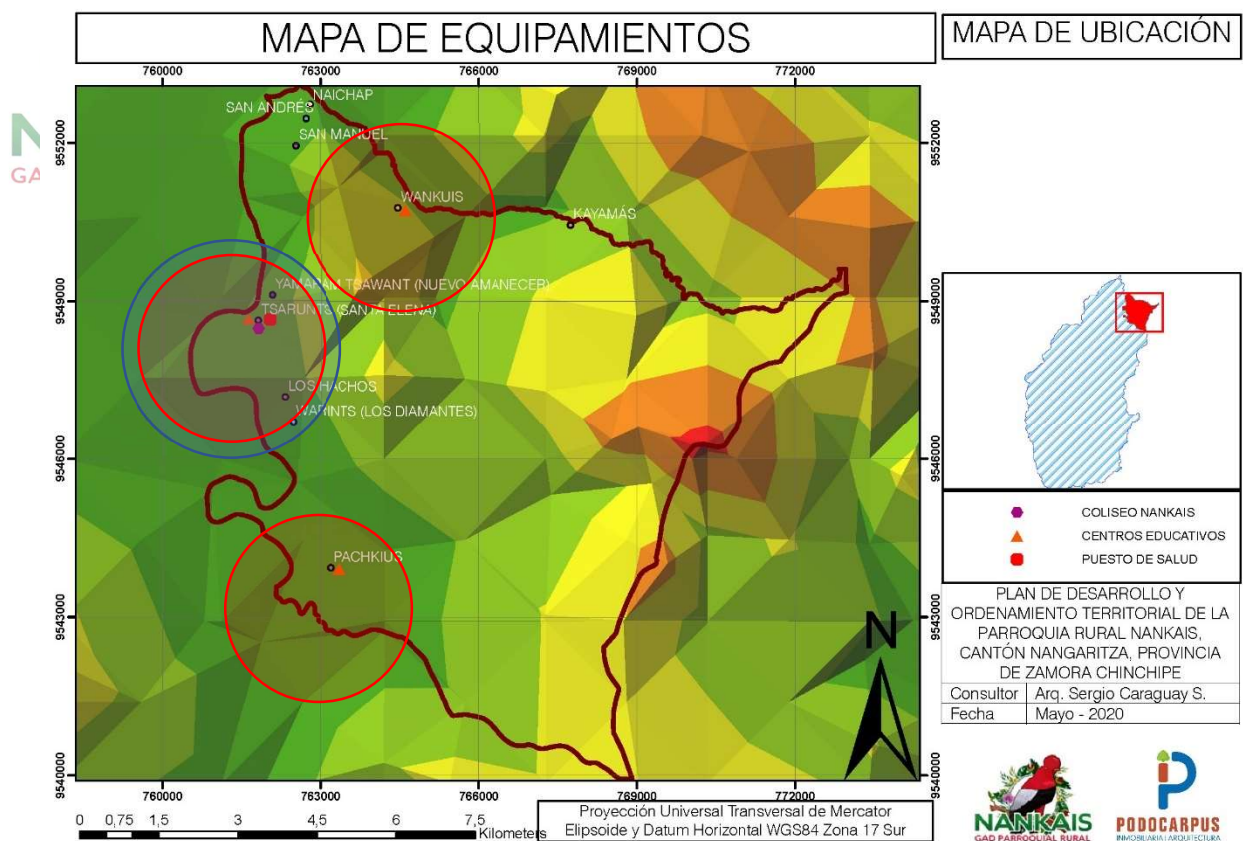 MAPA DE EQUIPAMIENTOS
MAPA DE UBICACIÓN
760000
763000
766000
769000
772000
N
GA
9552000
9549000
9546000
9543000
9540000
NAICHAP
SAN ANDRÉS
SAN MANUEL
WANKUIS
KAYAMÁS
YAMARAM TSAWANT (NUEVO AMANECER)
TSARUNTS (SANTA ELENA)
LOS HACHOS
WARINTS (LOS DIAMANTES)
PACHKIUS
N
9552000
9549000
9546000
9543000
9540000
760000
763000
766000
769000
772000
0 0,75 1,5 3 4,5 6 7,5
Kilometers
Proyección Universal Transversal de Mercator
Elipsoide y Datum Horizontal WGS84 Zona 17 Sur
COLISEO NANKAIS
CENTROS EDUCATIVOS
PUESTO DE SALUD
PLAN DE DESARROLLO Y
ORDENAMIENTO TERRITORIAL DE LA
PARROQUIA RURAL NANKAIS,
CANTÓN NANGARITZA, PROVINCIA
DE ZAMORA CHINCHIPE
Consultor Arq. Sergio Caraguay S.
Fecha Mayo - 2020
NANKAIS
GAD PARROQUIAL RURAL
PODOCARPUS
INMOBILIARIA & ARQUITECTURA